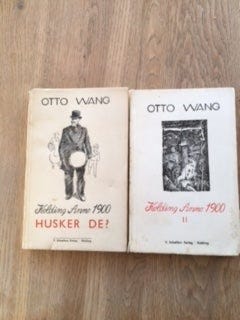 OTTO WANG
Kolding Anno 1900
HUSKER DE?
OTTO WANG
Kolding Anno 1900
II